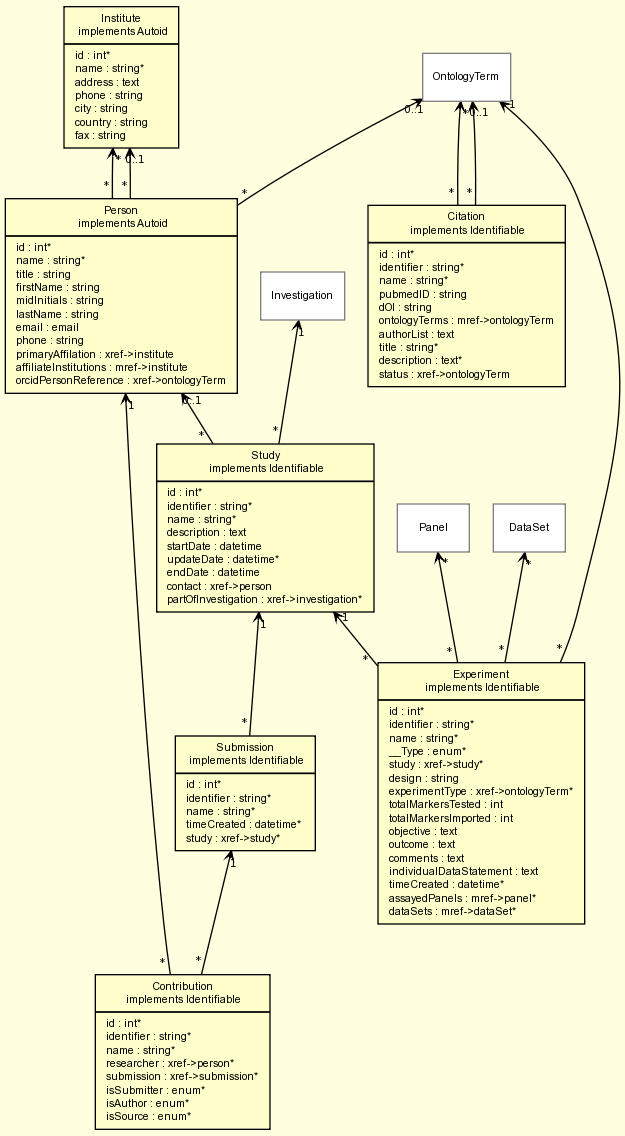 Institute
implements Autoid
id : int*
name : string*
address : text
phone : string
city : string
country : string
fax : string
OntologyTerm
0..1
*
0..1
1
*
0..1
*
*
*
*
*
Person
implements Autoid
id : int*
name : string*
title : string
firstName : string
midInitials : string
lastName : string
email : email
phone : string
primaryAffilation : xref->institute
affiliateInstitutions : mref->institute
orcidPersonReference : xref->ontologyTerm
Citation
implements Identifiable
id : int*
identifier : string*
name : string*
pubmedID : string
dOI : string
ontologyTerms : mref->ontologyTerm
authorList : text
title : string*
description : text*
status : xref->ontologyTerm
Investigation
1
1
0..1
*
*
Study
implements Identifiable
id : int*
identifier : string*
name : string*
description : text
startDate : datetime
updateDate : datetime*
endDate : datetime
contact : xref->person
partOfInvestigation : xref->investigation*
Panel
DataSet
*
*
1
1
*
*
*
*
Experiment
implements Identifiable
id : int*
identifier : string*
name : string*
__Type : enum*
study : xref->study*
design : string
experimentType : xref->ontologyTerm*
totalMarkersTested : int
totalMarkersImported : int
objective : text
outcome : text
comments : text
individualDataStatement : text
timeCreated : datetime*
assayedPanels : mref->panel*
dataSets : mref->dataSet*
*
Submission
implements Identifiable
id : int*
identifier : string*
name : string*
timeCreated : datetime*
study : xref->study*
1
*
*
Contribution
implements Identifiable
id : int*
identifier : string*
name : string*
researcher : xref->person*
submission : xref->submission*
isSubmitter : enum*
isAuthor : enum*
isSource : enum*